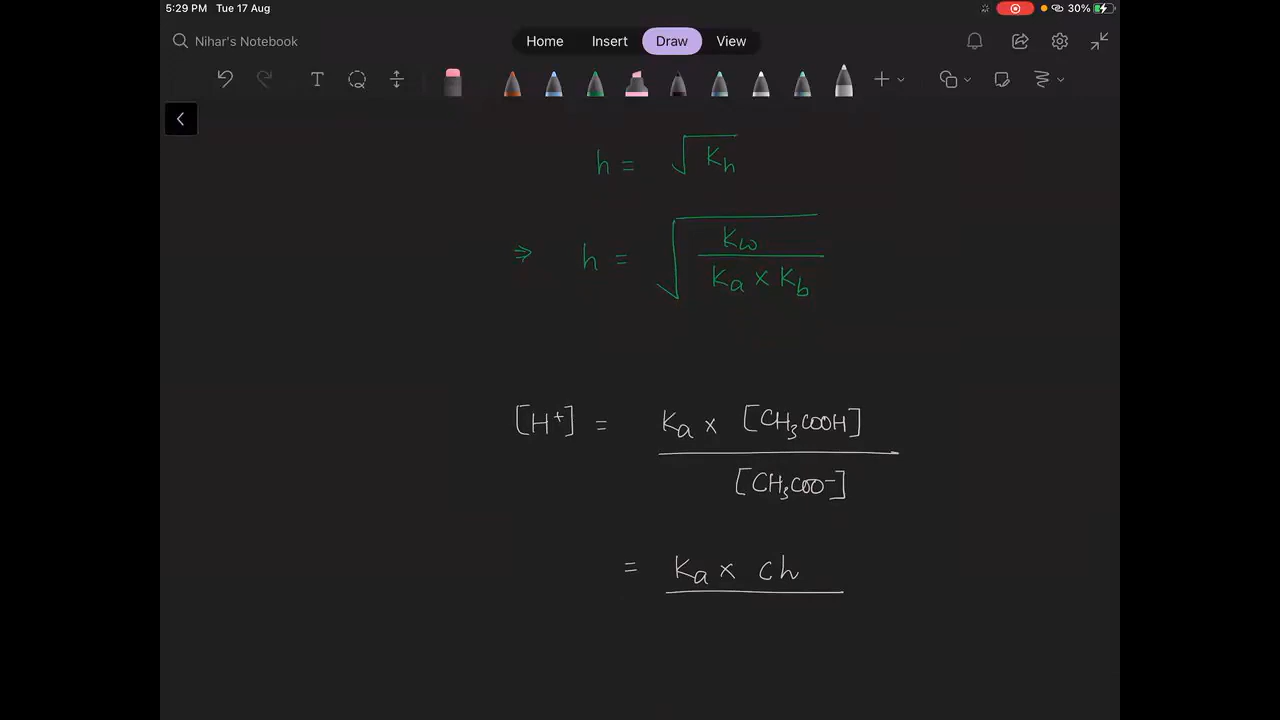 5:29 PM Tue 17 Aug
30%
Nihar's Notebook
Home Insert Draw View
T
h = √Kh
⇒ h = √(Kw / (Ka × Kb))
[H+] = Ka × [CH3COOH]
[CH3COO-]
= Ka × ch